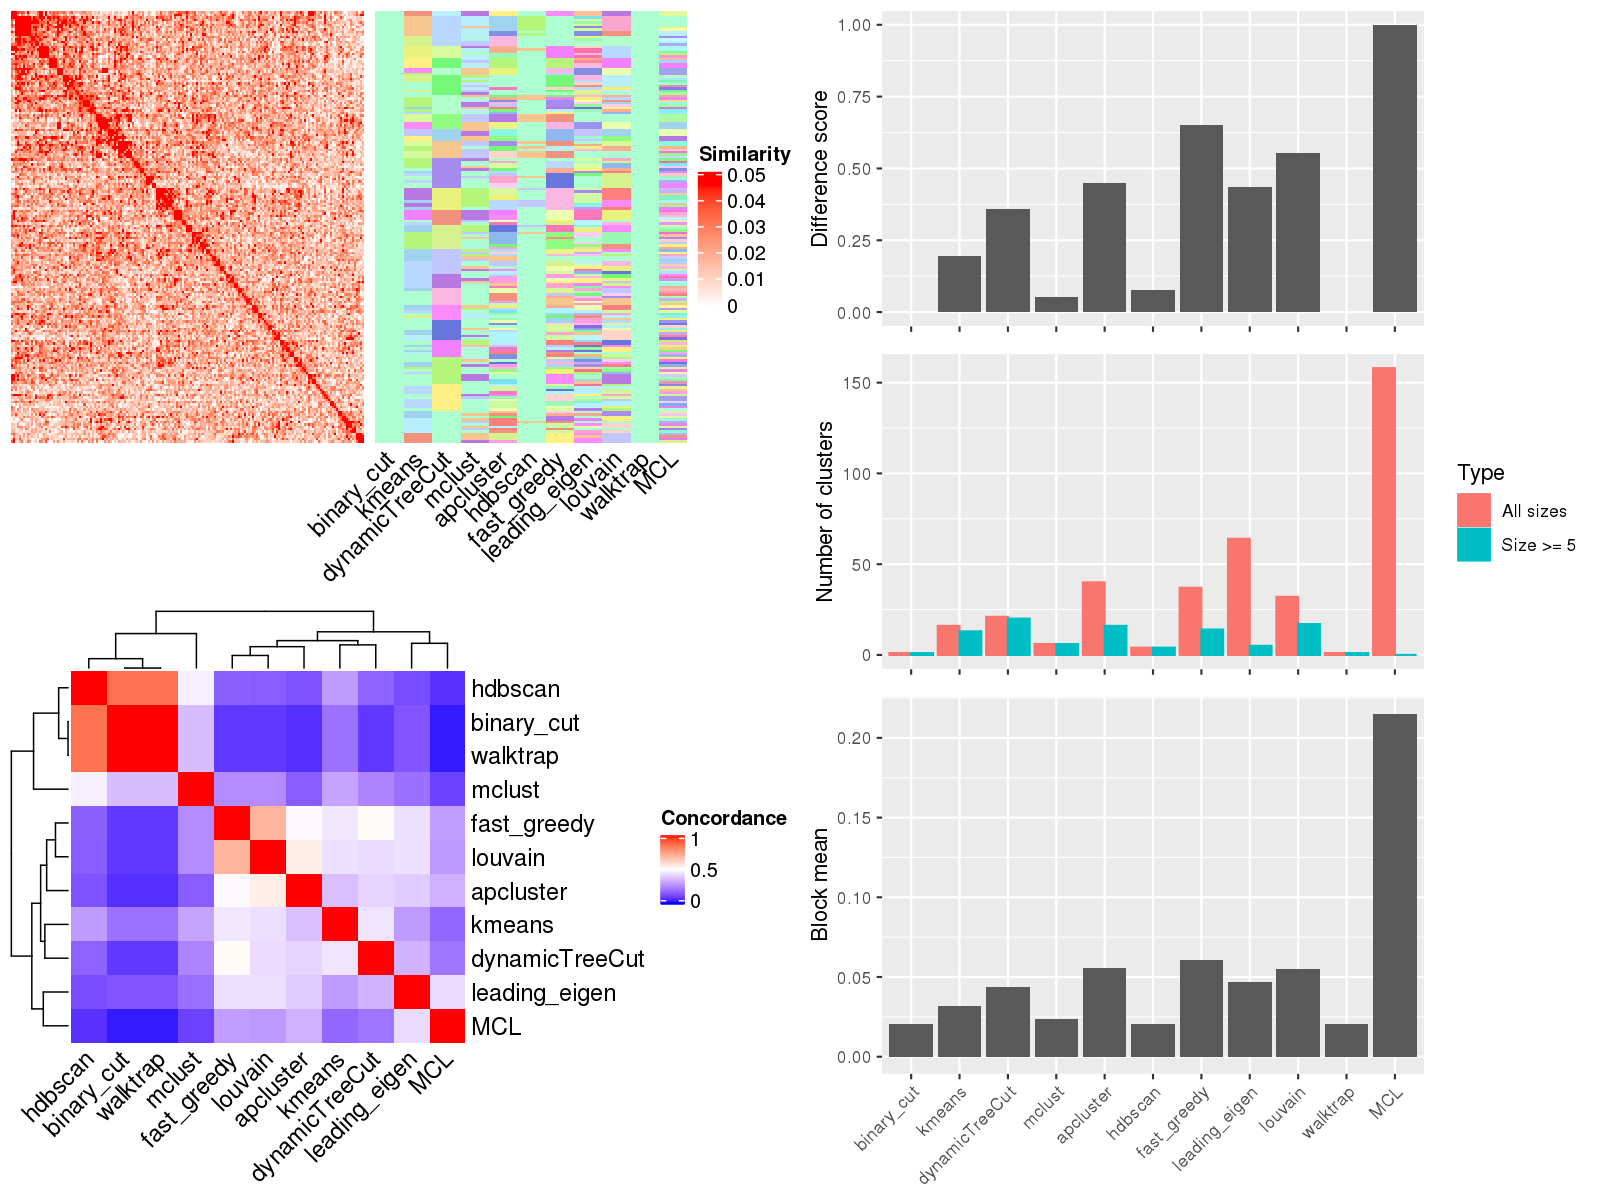 Similarity
0.05
0.04
0.03
0.02
0.01
0
binary_cut
kmeans
dynamicTreeCut
mclust
apcluster
hdbscan
fast_greedy
leading_eigen
louvain
walktrap
MCL
hdbscan
binary_cut
walktrap
mclust
fast_greedy
louvain
apcluster
kmeans
dynamicTreeCut
leading_eigen
MCL
Concordance
1
0.5
0
hdbscan
binary_cut
walktrap
mclust
fast_greedy
louvain
apcluster
kmeans
dynamicTreeCut
leading_eigen
MCL
Difference score
1.00
0.75
0.50
0.25
0.00
Number of clusters
150
100
50
0
Type
All sizes
Size >= 5
Block mean
0.20
0.15
0.10
0.05
0.00
binary_cut
kmeans
dynamicTreeCut
mclust
apcluster
hdbscan
fast_greedy
leading_eigen
louvain
walktrap
MCL